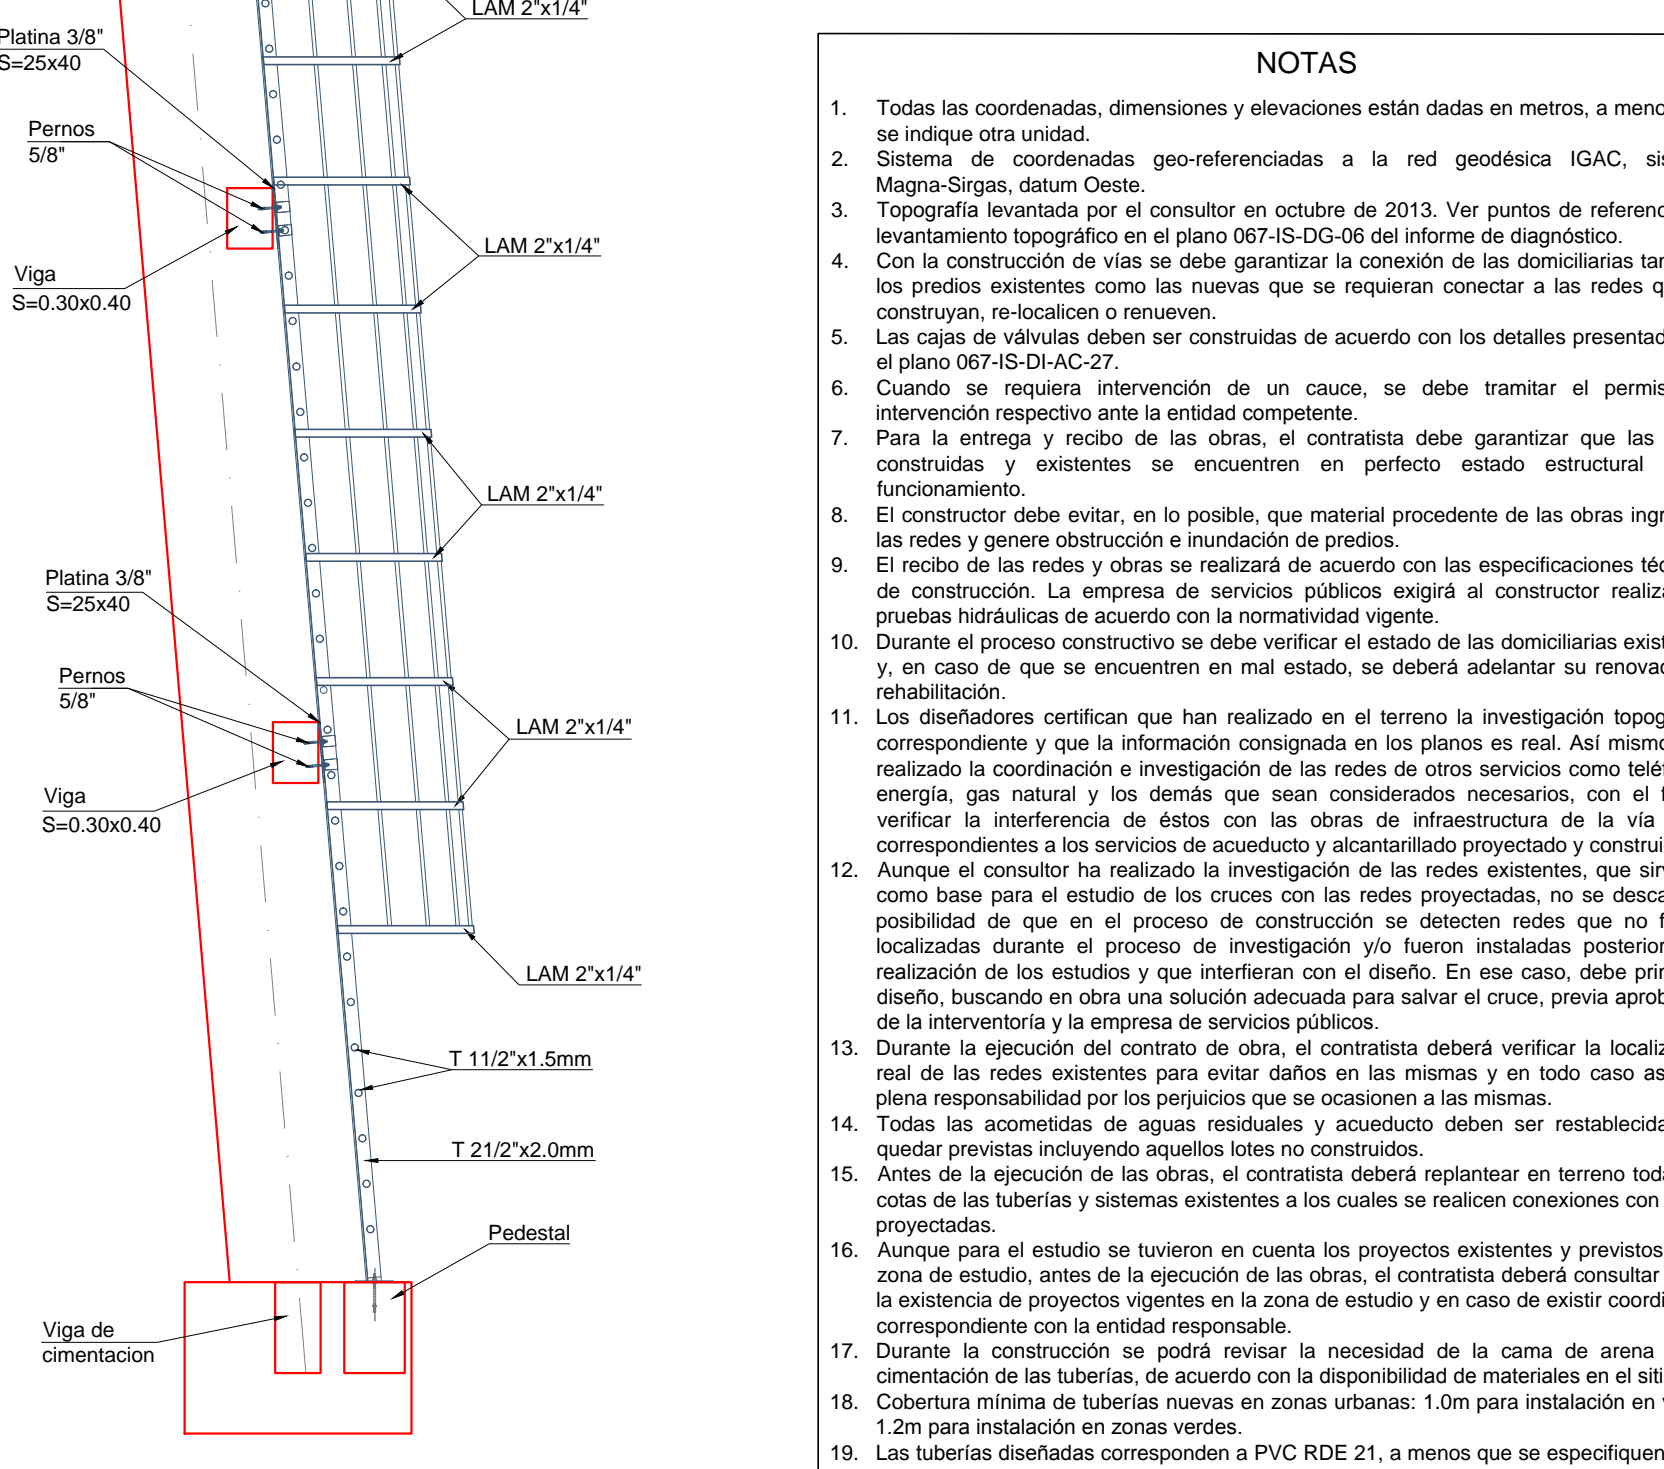 LAM 2"x1/4"
Platina 3/8"
S=25x40
Pernos
5/8"
LAM 2"x1/4"
Viga
S=0.30x0.40
LAM 2"x1/4"
Platina 3/8"
S=25x40
Pernos
5/8"
LAM 2"x1/4"
Viga
S=0.30x0.40
LAM 2"x1/4"
T 11/2"x1.5mm
T 21/2"x2.0mm
Pedestal
Viga de
cimentacion
NOTAS
1. Todas las coordenadas, dimensiones y elevaciones están dadas en metros, a meno
se indique otra unidad.
2. Sistema de coordenadas geo-referenciadas a la red geodésica IGAC, sis
Magna-Sirgas, datum Oeste.
3. Topografía levantada por el consultor en octubre de 2013. Ver puntos de referenc
levantamiento topográfico en el plano 067-IS-DG-06 del informe de diagnóstico.
4. Con la construcción de vías se debe garantizar la conexión de las domiciliarias tar
los predios existentes como las nuevas que se requieran conectar a las redes q
construyan, re-localicen o renueven.
5. Las cajas de válvulas deben ser construidas de acuerdo con los detalles presentad
el plano 067-IS-DI-AC-27.
6. Cuando se requiera intervención de un cauce, se debe tramitar el permis
intervención respectivo ante la entidad competente.
7. Para la entrega y recibo de las obras, el contratista debe garantizar que las
construidas y existentes se encuentren en perfecto estado estructural
funcionamiento.
8. El constructor debe evitar, en lo posible, que material procedente de las obras ingr
las redes y genere obstrucción e inundación de predios.
9. El recibo de las redes y obras se realizará de acuerdo con las especificaciones téc
de construcción. La empresa de servicios públicos exigirá al constructor realiza
pruebas hidráulicas de acuerdo con la normatividad vigente.
10. Durante el proceso constructivo se debe verificar el estado de las domiciliarias exist
y, en caso de que se encuentren en mal estado, se deberá adelantar su renovac
rehabilitación.
11. Los diseñadores certifican que han realizado en el terreno la investigación topog
correspondiente y que la información consignada en los planos es real. Así mismo
realizado la coordinación e investigación de las redes de otros servicios como teléf
energía, gas natural y los demás que sean considerados necesarios, con el f
verificar la interferencia de éstos con las obras de infraestructura de la vía
correspondientes a los servicios de acueducto y alcantarillado proyectado y construi
12. Aunque el consultor ha realizado la investigación de las redes existentes, que sirv
como base para el estudio de los cruces con las redes proyectadas, no se desca
posibilidad de que en el proceso de construcción se detecten redes que no f
localizadas durante el proceso de investigación y/o fueron instaladas posterior
realización de los estudios y que interfieran con el diseño. En ese caso, debe prir
diseño, buscando en obra una solución adecuada para salvar el cruce, previa aprob
de la interventoría y la empresa de servicios públicos.
13. Durante la ejecución del contrato de obra, el contratista deberá verificar la localiz
real de las redes existentes para evitar daños en las mismas y en todo caso as
plena responsabilidad por los perjuicios que se ocasionen a las mismas.
14. Todas las acometidas de aguas residuales y acueducto deben ser restablecida
quedar previstas incluyendo aquellos lotes no construidos.
15. Antes de la ejecución de las obras, el contratista deberá replantear en terreno toda
cotas de las tuberías y sistemas existentes a los cuales se realicen conexiones con
proyectadas.
16. Aunque para el estudio se tuvieron en cuenta los proyectos existentes y previstos
zona de estudio, antes de la ejecución de las obras, el contratista deberá consultar
la existencia de proyectos vigentes en la zona de estudio y en caso de existir coordi
correspondiente con la entidad responsable.
17. Durante la construcción se podrá revisar la necesidad de la cama de arena
cimentación de las tuberías, de acuerdo con la disponibilidad de materiales en el siti
18. Cobertura mínima de tuberías nuevas en zonas urbanas: 1.0m para instalación en v
1.2m para instalación en zonas verdes.
19. Las tuberías diseñadas corresponden a PVC RDE 21, a menos que se especifiquen